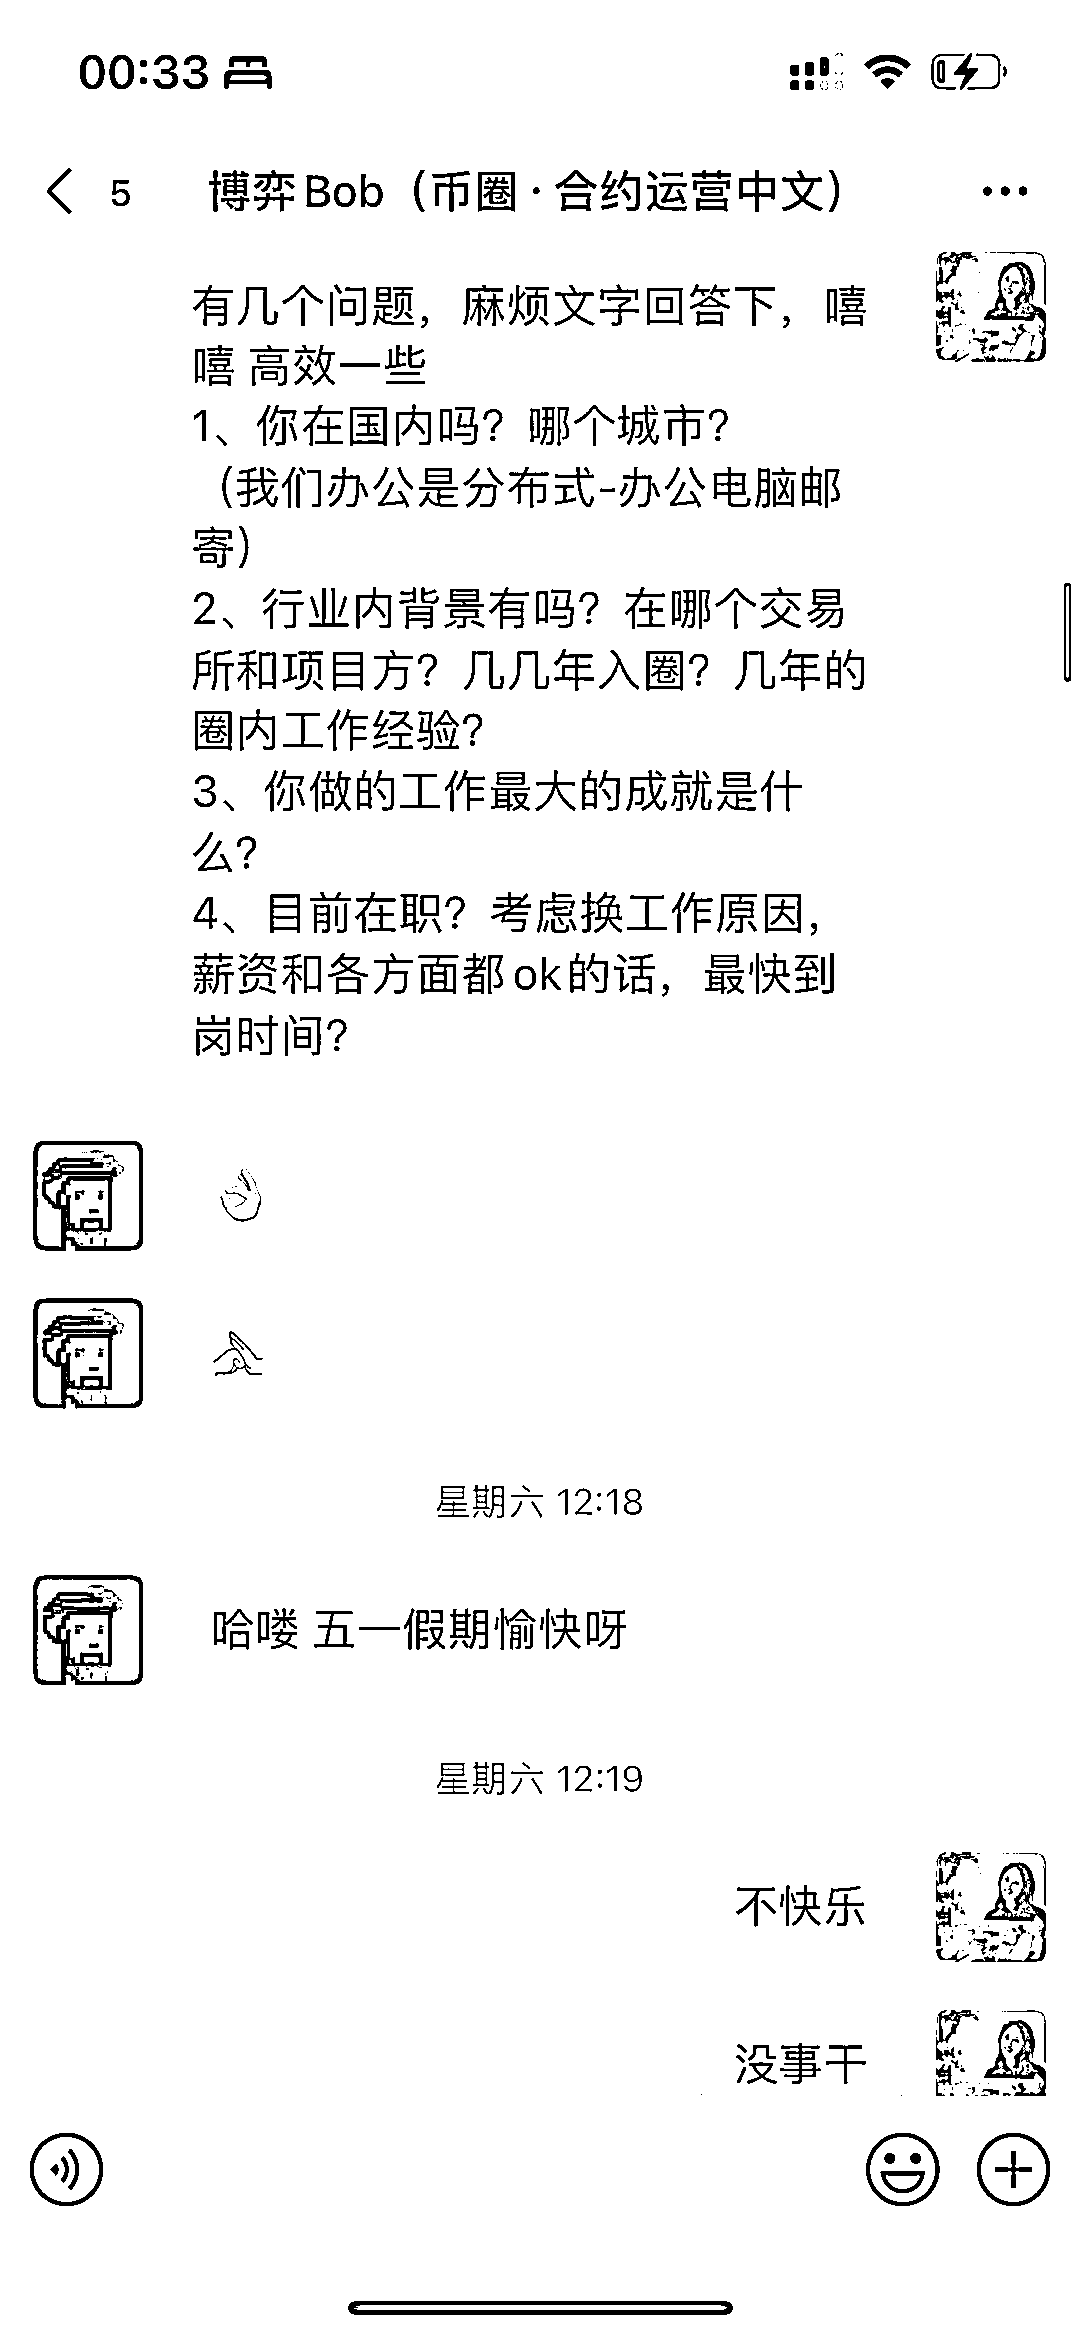 00:33
5 博弈Bob（币圈·合约运营中文）
有几个问题，麻烦文字回答下，嘻
嘻 高效一些
1、你在国内吗？哪个城市？
（我们办公是分布式-办公电脑邮
寄）
2、行业内背景有吗？在哪个交易
所和项目方？几几年入圈？几年的
圈内工作经验？
3、你做的工作最大的成就是什
么？
4、目前在职？考虑换工作原因，
薪资和各方面都ok的话，最快到
岗时间？
👌
🙏
星期六 12:18
哈喽 五一假期愉快呀
星期六 12:19
不快乐
没事干